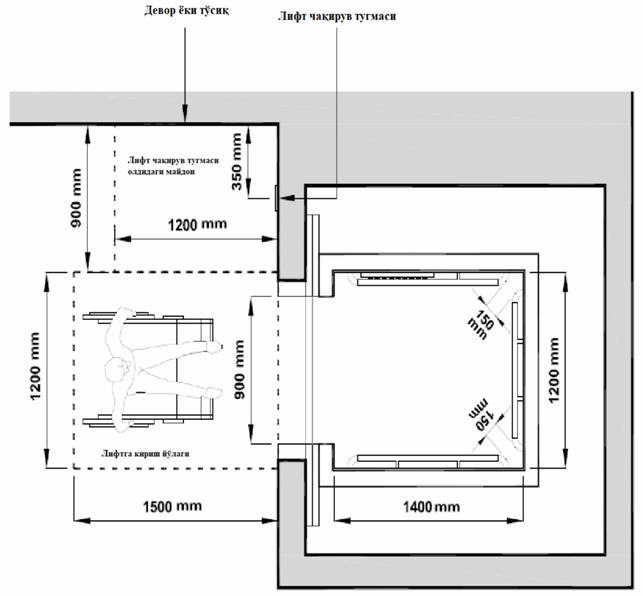 Девор ёки тўсиқ
Лифт чақирув тугмаси
Лифт чақирув тугмаси
олдидаги майдон
350 mm
900 mm
1200 mm
1200 mm
900 mm
150
mm
150
mm
1200 mm
Лифтга кириш йўлаги
1500 mm
1400 mm